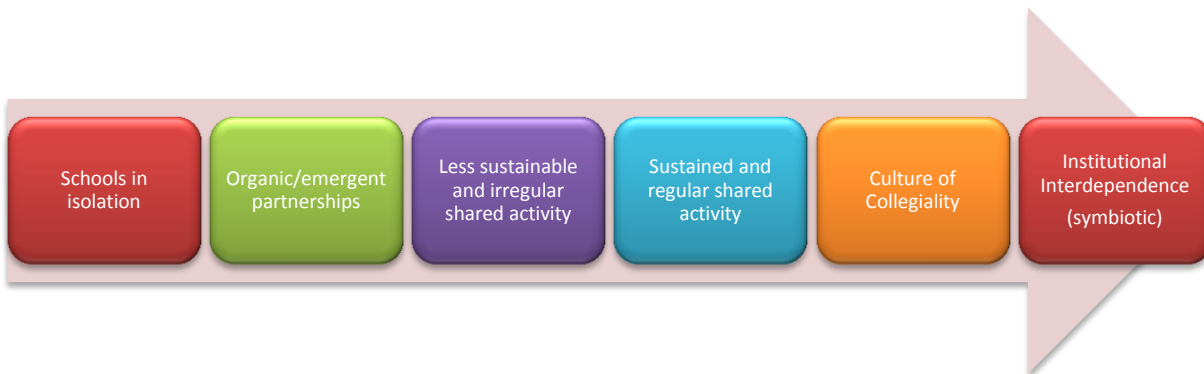 Schools in
isolation
Organic/emergent
partnerships
Less sustainable
and irregular
shared activity
Sustained and
regular shared
activity
Culture of
Collegiality
Institutional
Interdependence
(symbiotic)